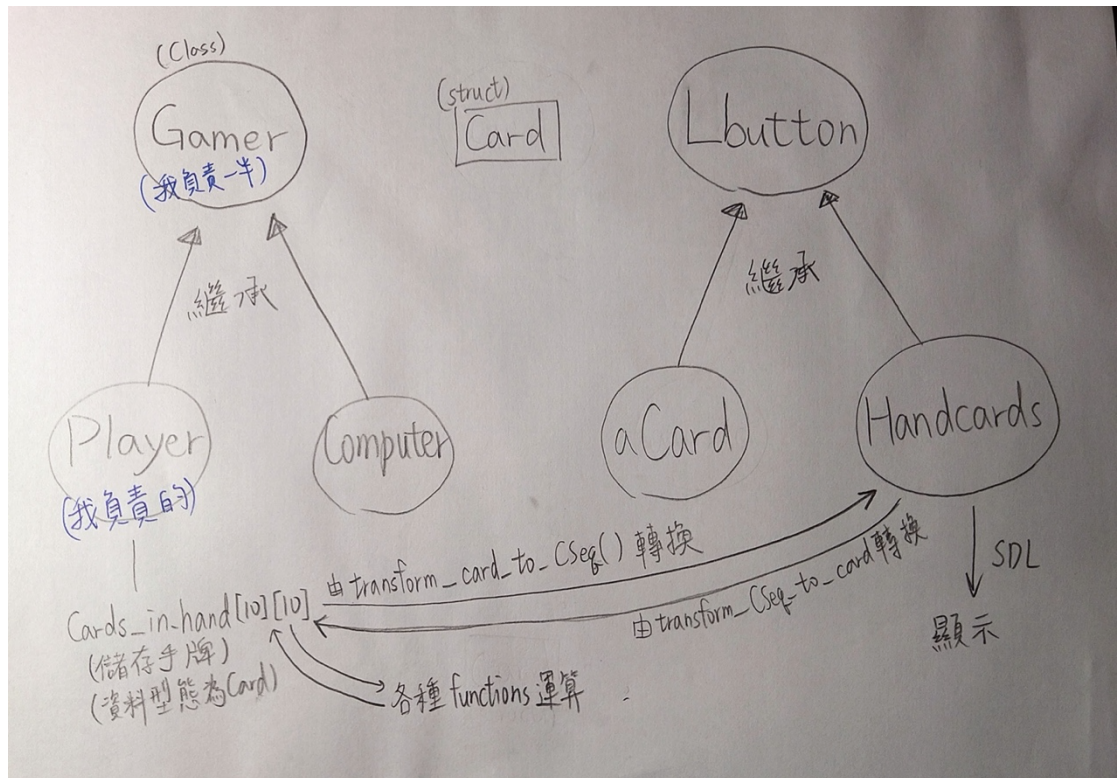 (Class)
Gamer
(我負責一半)
(struct)
Card
Lbutton
繼承
繼承
Player
(我負責的)
Computer
aCard
Handcards
由transform_card_to_CSeq()轉換
由transform_CSeq_to_card轉換
SDL
顯示
Cards_in_hand[10][10]
(儲存手牌)
(資料型態為Card)
各種functions運算